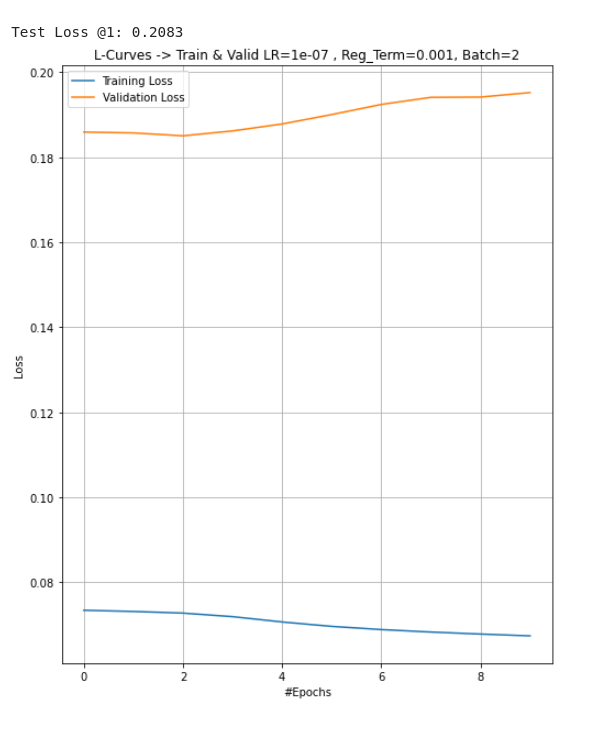 Test Loss @1: 0.2083
L-Curves -> Train & Valid LR=1e-07 , Reg_Term=0.001, Batch=2
Training Loss
Validation Loss
0.20
0.18
0.16
0.14
0.12
0.10
0.08
Loss
0 2 4 6 8
#Epochs